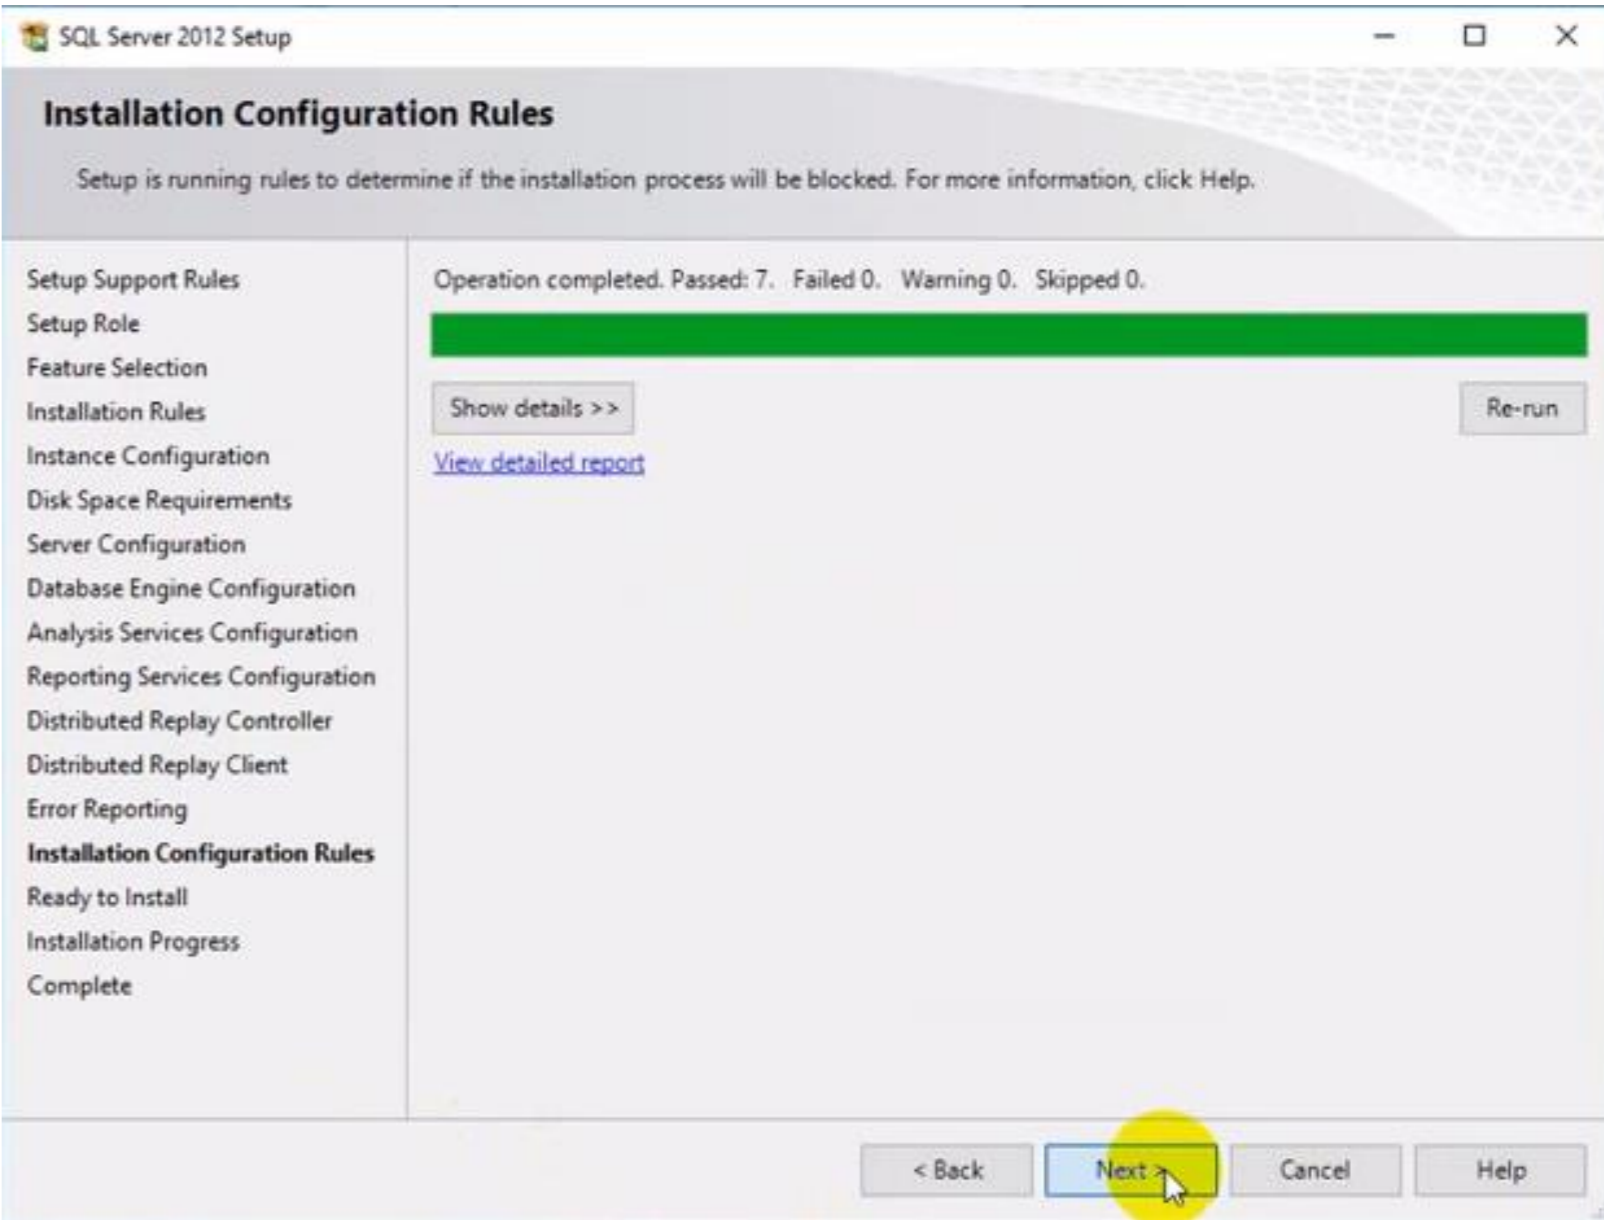 SQL Server 2012 Setup
Installation Configuration Rules
Setup is running rules to determine if the installation process will be blocked. For more information, click Help.
Setup Support Rules
Setup Role
Feature Selection
Installation Rules
Instance Configuration
Disk Space Requirements
Server Configuration
Database Engine Configuration
Analysis Services Configuration
Reporting Services Configuration
Distributed Replay Controller
Distributed Replay Client
Error Reporting
Installation Configuration Rules
Ready to Install
Installation Progress
Complete
Operation completed. Passed: 7. Failed 0. Warning 0. Skipped 0.
Show details >>
Re-run
View detailed report
< Back
Next >
Cancel
Help